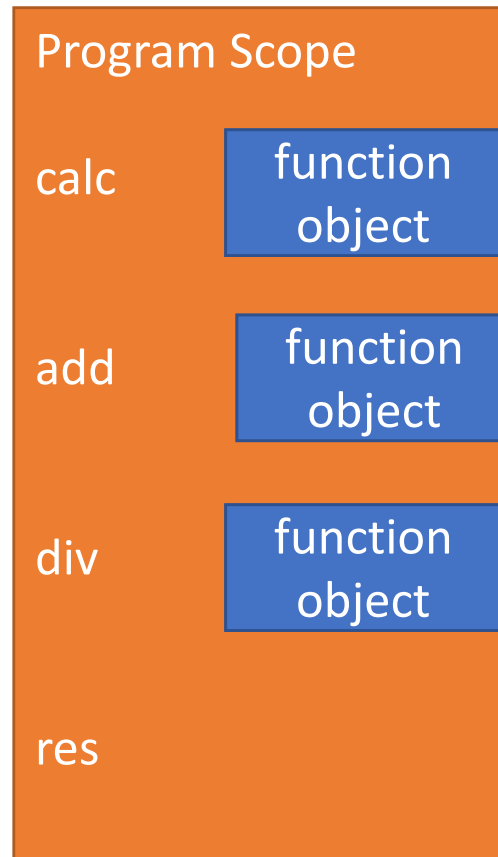 Program Scope
calc
function
object
add
function
object
div
function
object
res